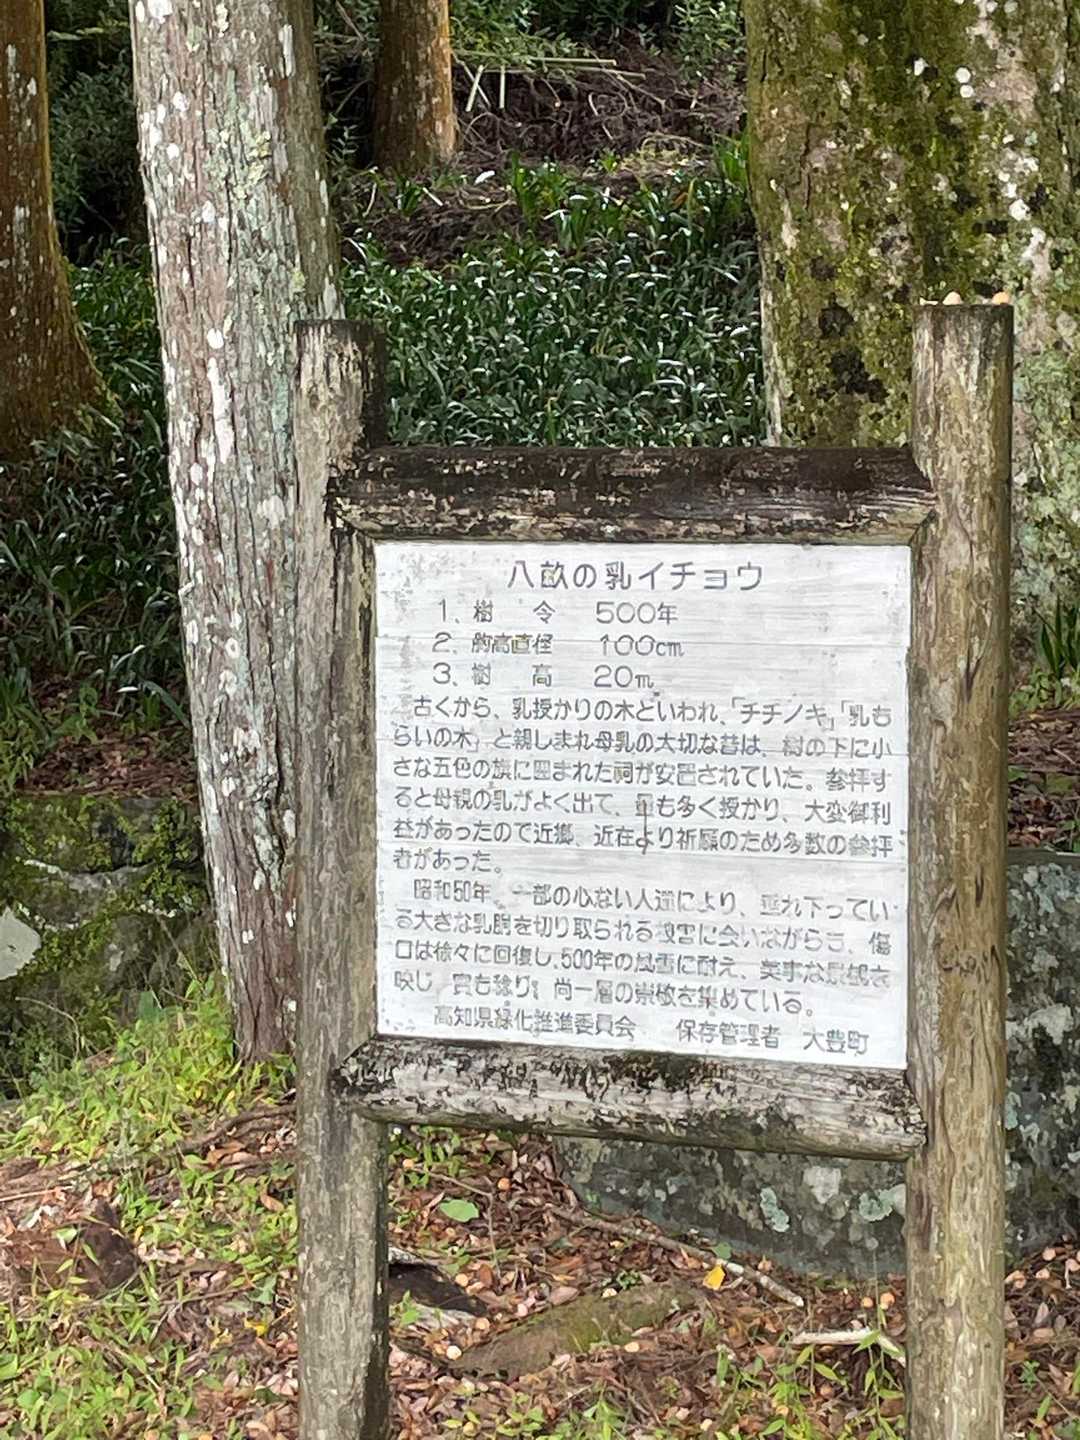 八畝の乳イチョウ
1、樹　令　500年
2、胸高直径　100cm
3、樹　高　20m
古くから、乳授かりの木といわれ、「チチノキ」「乳も
らいの木」と親しまれ母乳の大切な昔は、樹の下に小
さな五色の旗に囲まれた祠が安置されていた。参拝す
ると母親の乳がよく出て、も多く授かり、大変御利
益があったので近郷、近在より祈願のため多数の参拝
者があった。
昭和50年、一部の心ない人達により、垂れ下ってい
る大きな乳房を切り取られる被害に会いながらも、傷
口は徐々に回復し、500年の風雪に耐え、美事な景観を
映じ　実も稔り、尚一層の崇敬を集めている。
高知県緑化推進委員会　保存管理者　大豊町